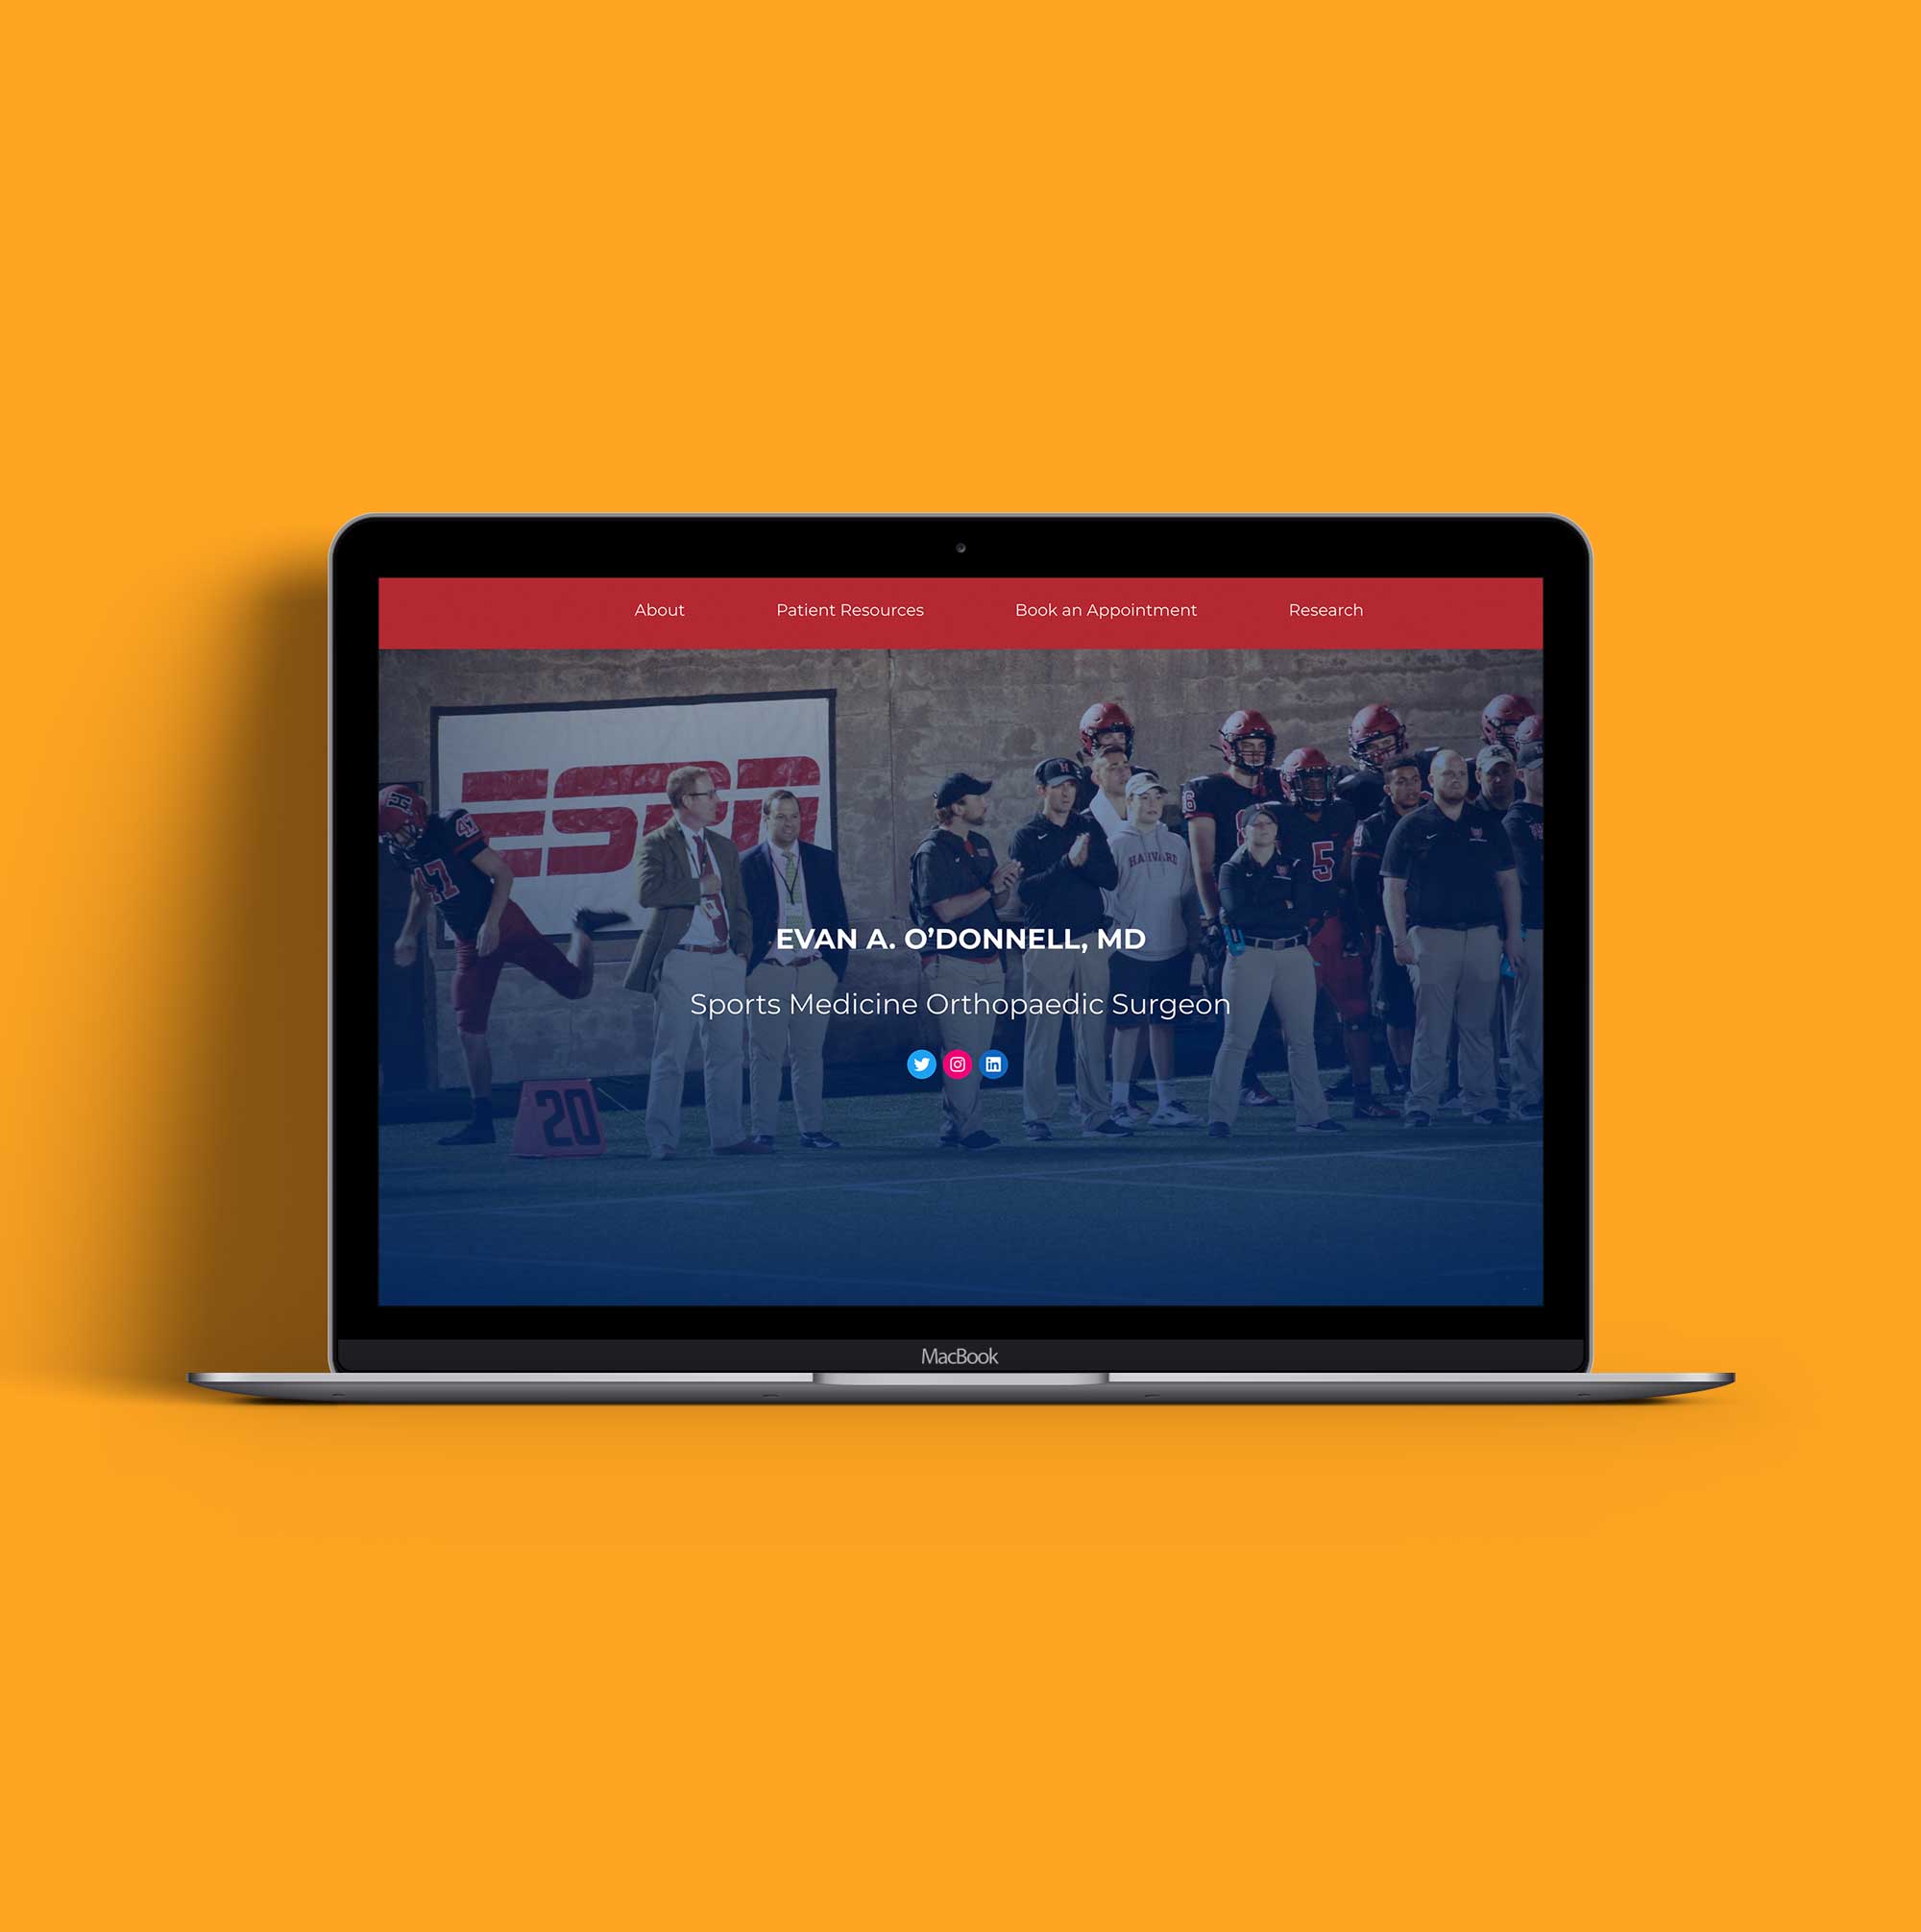 About Patient Resources Book an Appointment Research
ESPN
47
47
HARVARD
5
EVAN A. O’DONNELL, MD
Sports Medicine Orthopaedic Surgeon
20
MacBook